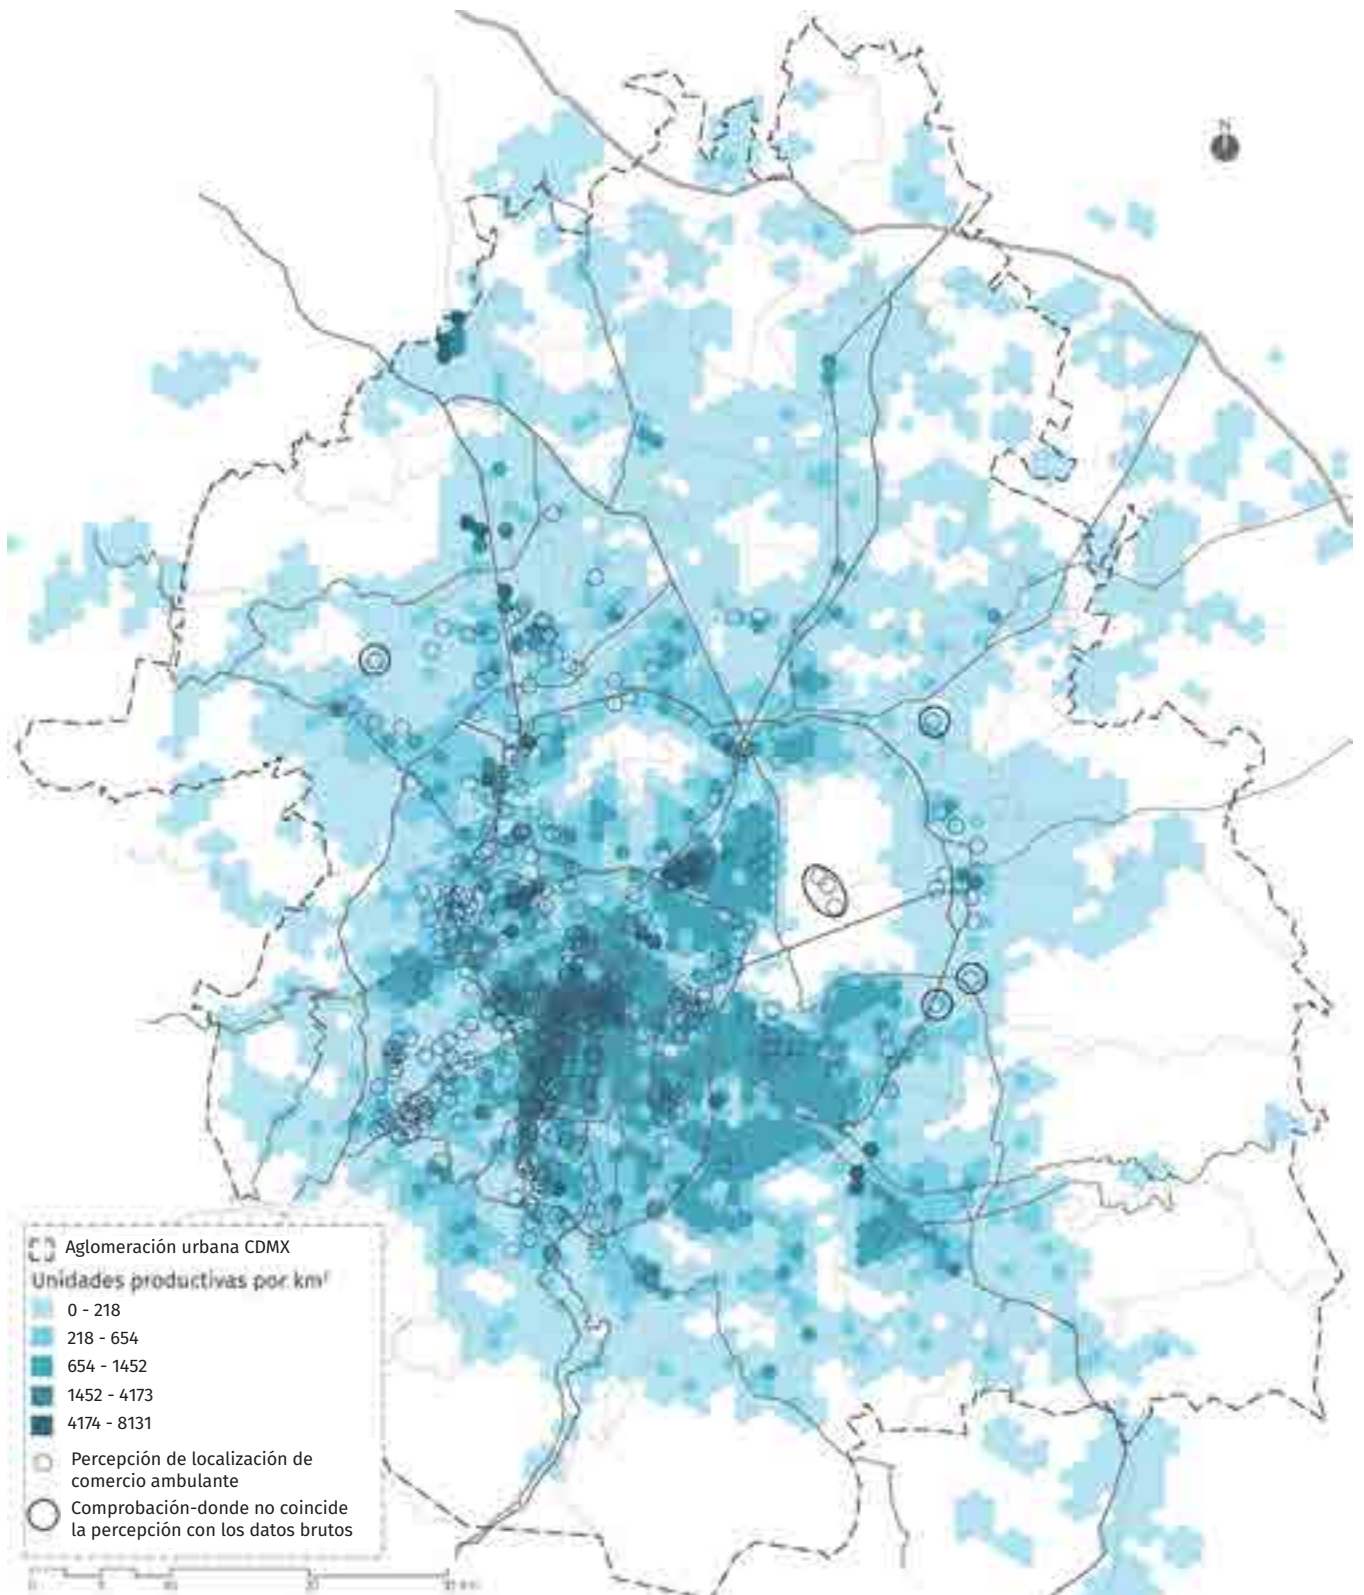 N
Aglomeración urbana CDMX
Unidades productivas por km²
0 - 218
218 - 654
654 - 1452
1452 - 4173
4174 - 8131
Percepción de localización de
comercio ambulante
Comprobación-donde no coincide
la percepción con los datos brutos